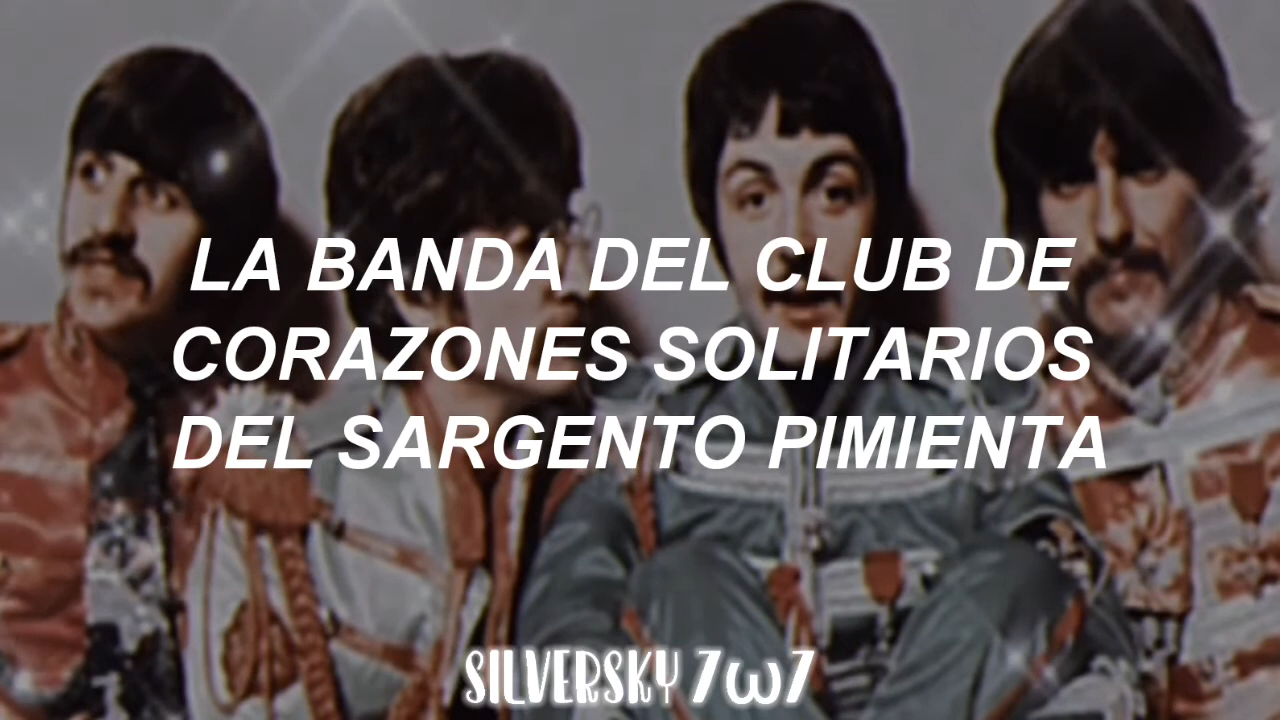 LA BANDA DEL CLUB DE
CORAZONES SOLITARIOS
DEL SARGENTO PIMIENTA
SILVERSKY 7ω7